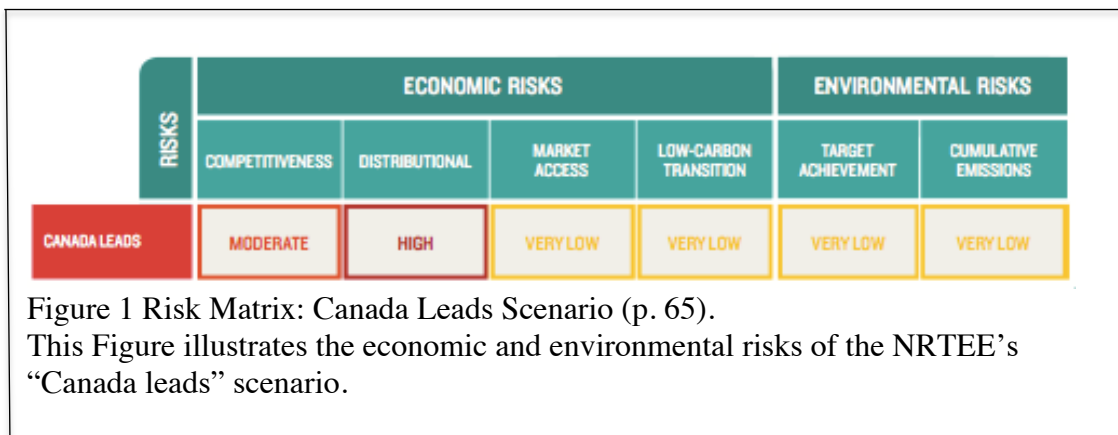 RISKS
ECONOMIC RISKS
ENVIRONMENTAL RISKS
COMPETITIVENESS
DISTRIBUTIONAL
MARKET
ACCESS
LOW-CARBON
TRANSITION
TARGET
ACHIEVEMENT
CUMULATIVE
EMISSIONS
CANADA LEADS
MODERATE
HIGH
VERY LOW
VERY LOW
VERY LOW
VERY LOW
Figure 1 Risk Matrix: Canada Leads Scenario (p. 65).
This Figure illustrates the economic and environmental risks of the NRTEE’s
“Canada leads” scenario.